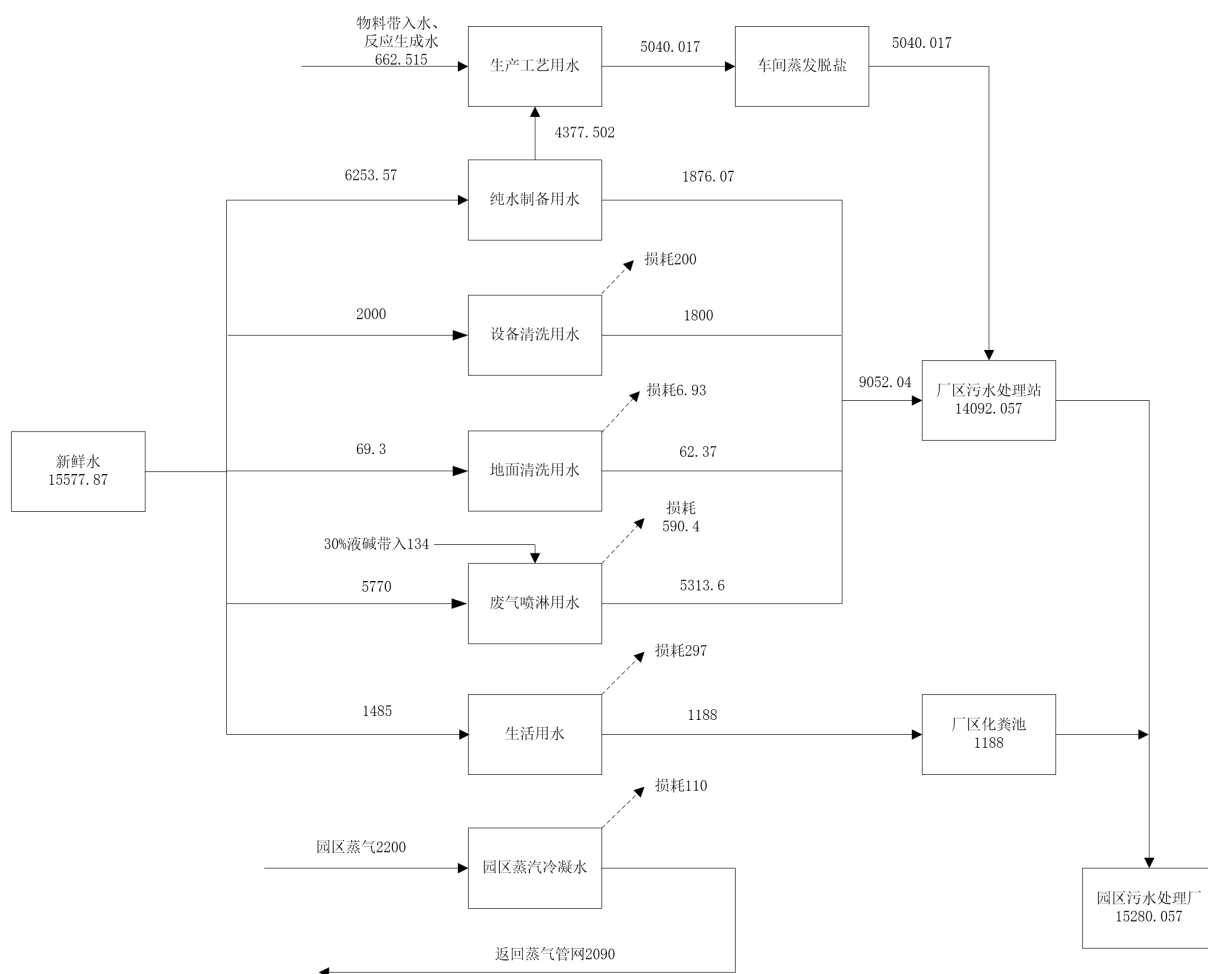 物料带入水、
反应生成水
662.515
生产工艺用水
5040.017
车间蒸发脱盐
5040.017
4377.502
6253.57
纯水制备用水
1876.07
损耗200
2000
设备清洗用水
1800
损耗6.93
9052.04
厂区污水处理站
14092.057
新鲜水
15577.87
69.3
地面清洗用水
62.37
损耗
590.4
30%液碱带入134
5770
废气喷淋用水
5313.6
损耗297
1485
生活用水
1188
厂区化粪池
1188
损耗110
园区蒸气2200
园区蒸汽冷凝水
园区污水处理厂
15280.057
返回蒸气管网2090